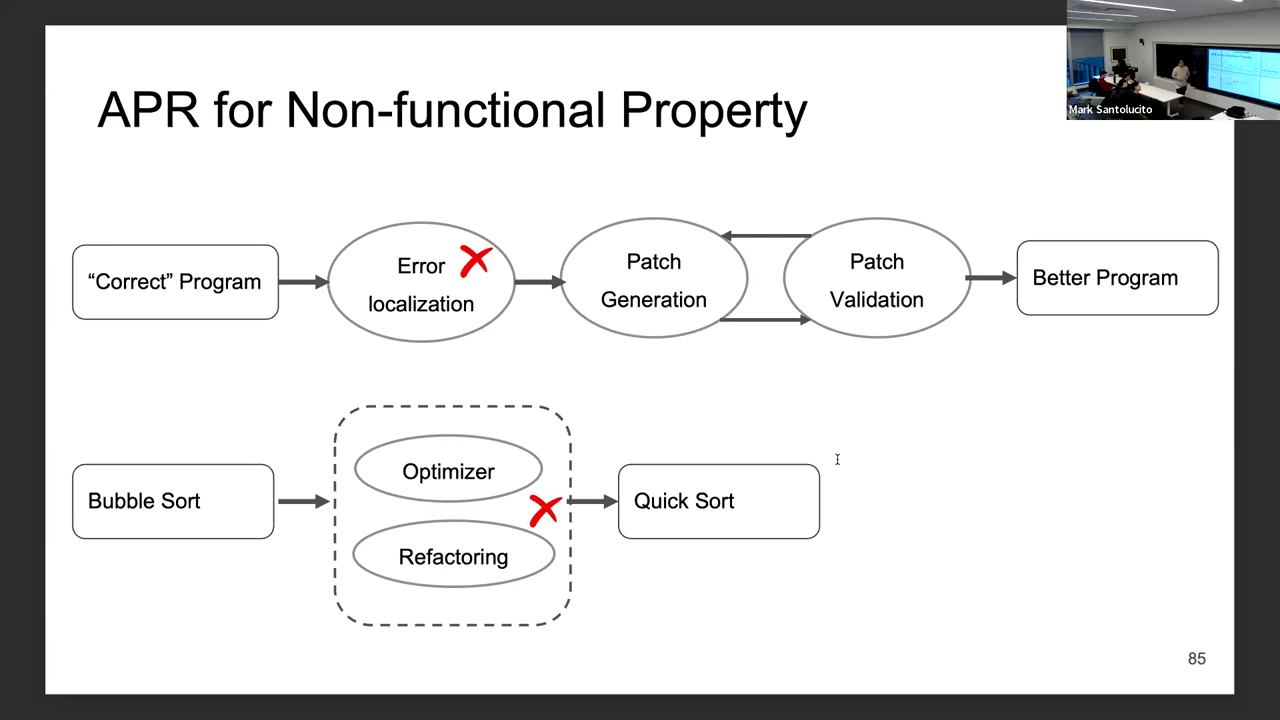 APR for Non-functional Property
Mark Santolucito
“Correct” Program
Error
localization
Patch
Generation
Patch
Validation
Better Program
Bubble Sort
Optimizer
Refactoring
Quick Sort
85